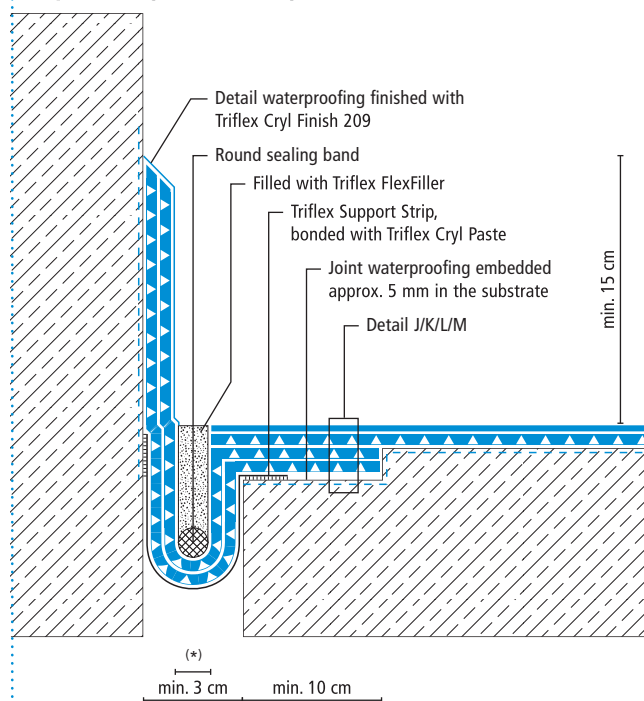 Detail waterproofing finished with
Triflex Cryl Finish 209
Round sealing band
Filled with Triflex FlexFiller
Triflex Support Strip,
bonded with Triflex Cryl Paste
Joint waterproofing embedded
approx. 5 mm in the substrate
Detail J/K/L/M
min. 15 cm
(*)
min. 3 cm
min. 10 cm